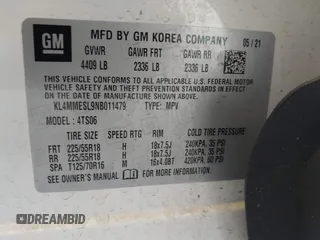 GM
MFD BY GM KOREA COMPANY 05/21
GVWR GAWR FRT GAWR RR
4409 LB 2336 LB 2336 LB
THIS VEHICLE CONFORMS TO ALL APPLICABLE U.S. FEDERAL MOTOR
VEHICLE SAFETY, BUMPER, AND THEFT PREVENTION STANDARDS
IN EFFECT ON THE DATE OF MANUFACTURE SHOWN ABOVE.
KL4MMESL9NB011479 TYPE: MPV
MODEL: 4TS06
TIRE SIZE SPEED RTG RIM COLD TIRE PRESSURE
FRT 225/55R18 H 18x7.5J 240KPA, 35 PSI
RR 225/55R18 H 18x7.5J 240KPA, 35 PSI
SPA T125/70R16 M 16x4.0BT 420KPA, 60 PSI
SEE OWNER'S MANUAL FOR ADDITIONAL INFORMATION.
AUTOBIDMASTER